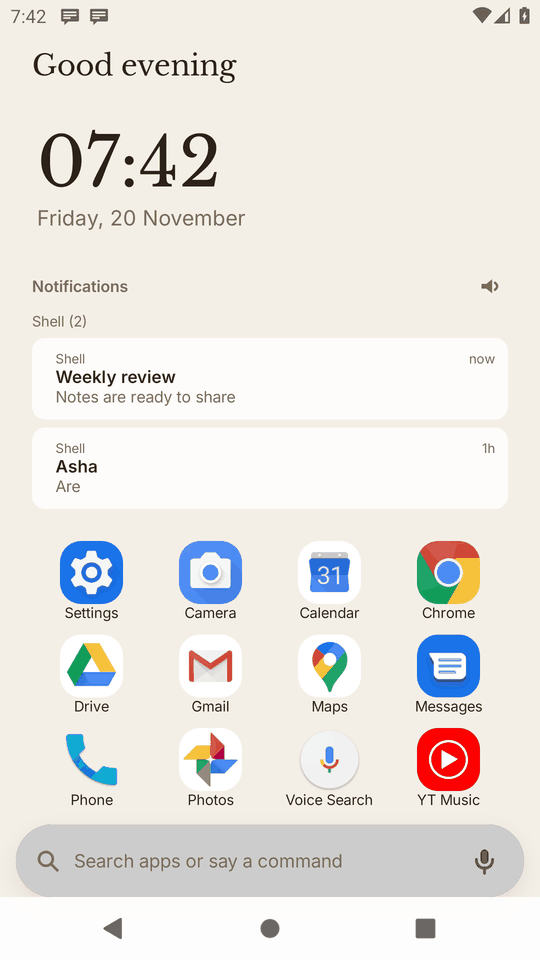 7:42
Good evening
07:42
Friday, 20 November
Notifications
Shell (2)
Shell now
Weekly review
Notes are ready to share
Shell 1h
Asha
Are
31
Settings Camera Calendar Chrome
Drive Gmail Maps Messages
Phone Photos Voice Search YT Music
Search apps or say a command